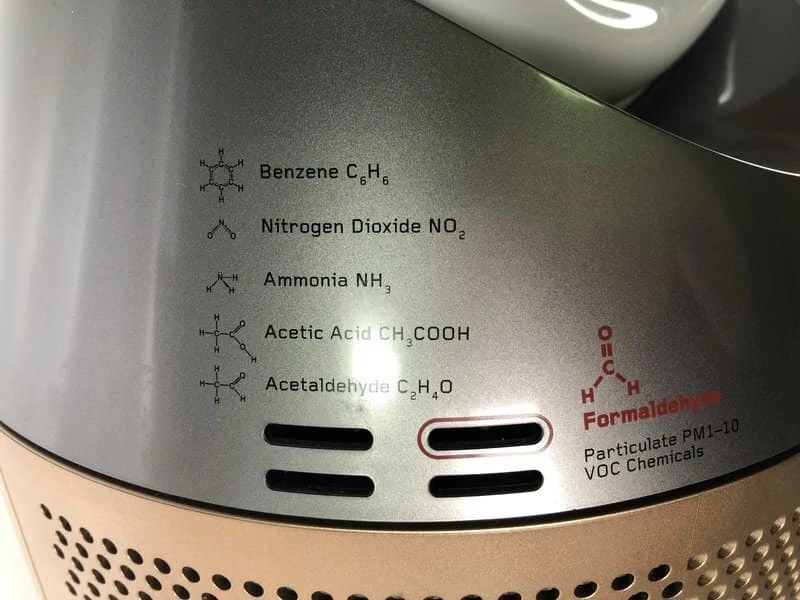 Benzene C₆H₆
Nitrogen Dioxide NO₂
Ammonia NH₃
Acetic Acid CH₃COOH
Acetaldehyde C₂H₄O
Formaldehyde
Particulate PM1–10
VOC Chemicals